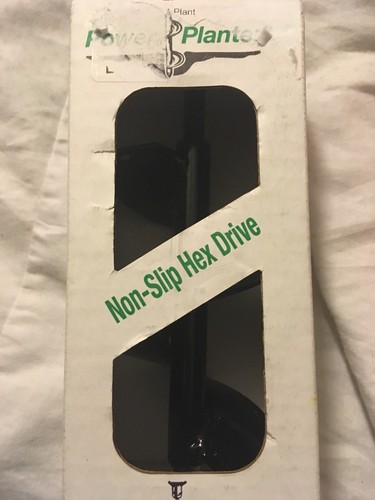 Plant
Power Planter
L
Non-Slip Hex Drive